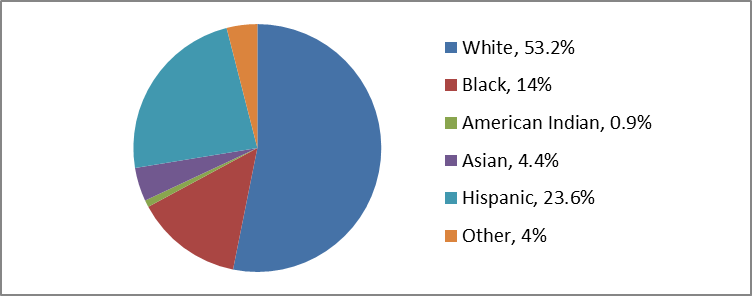 White, 53.2%
Black, 14%
American Indian, 0.9%
Asian, 4.4%
Hispanic, 23.6%
Other, 4%